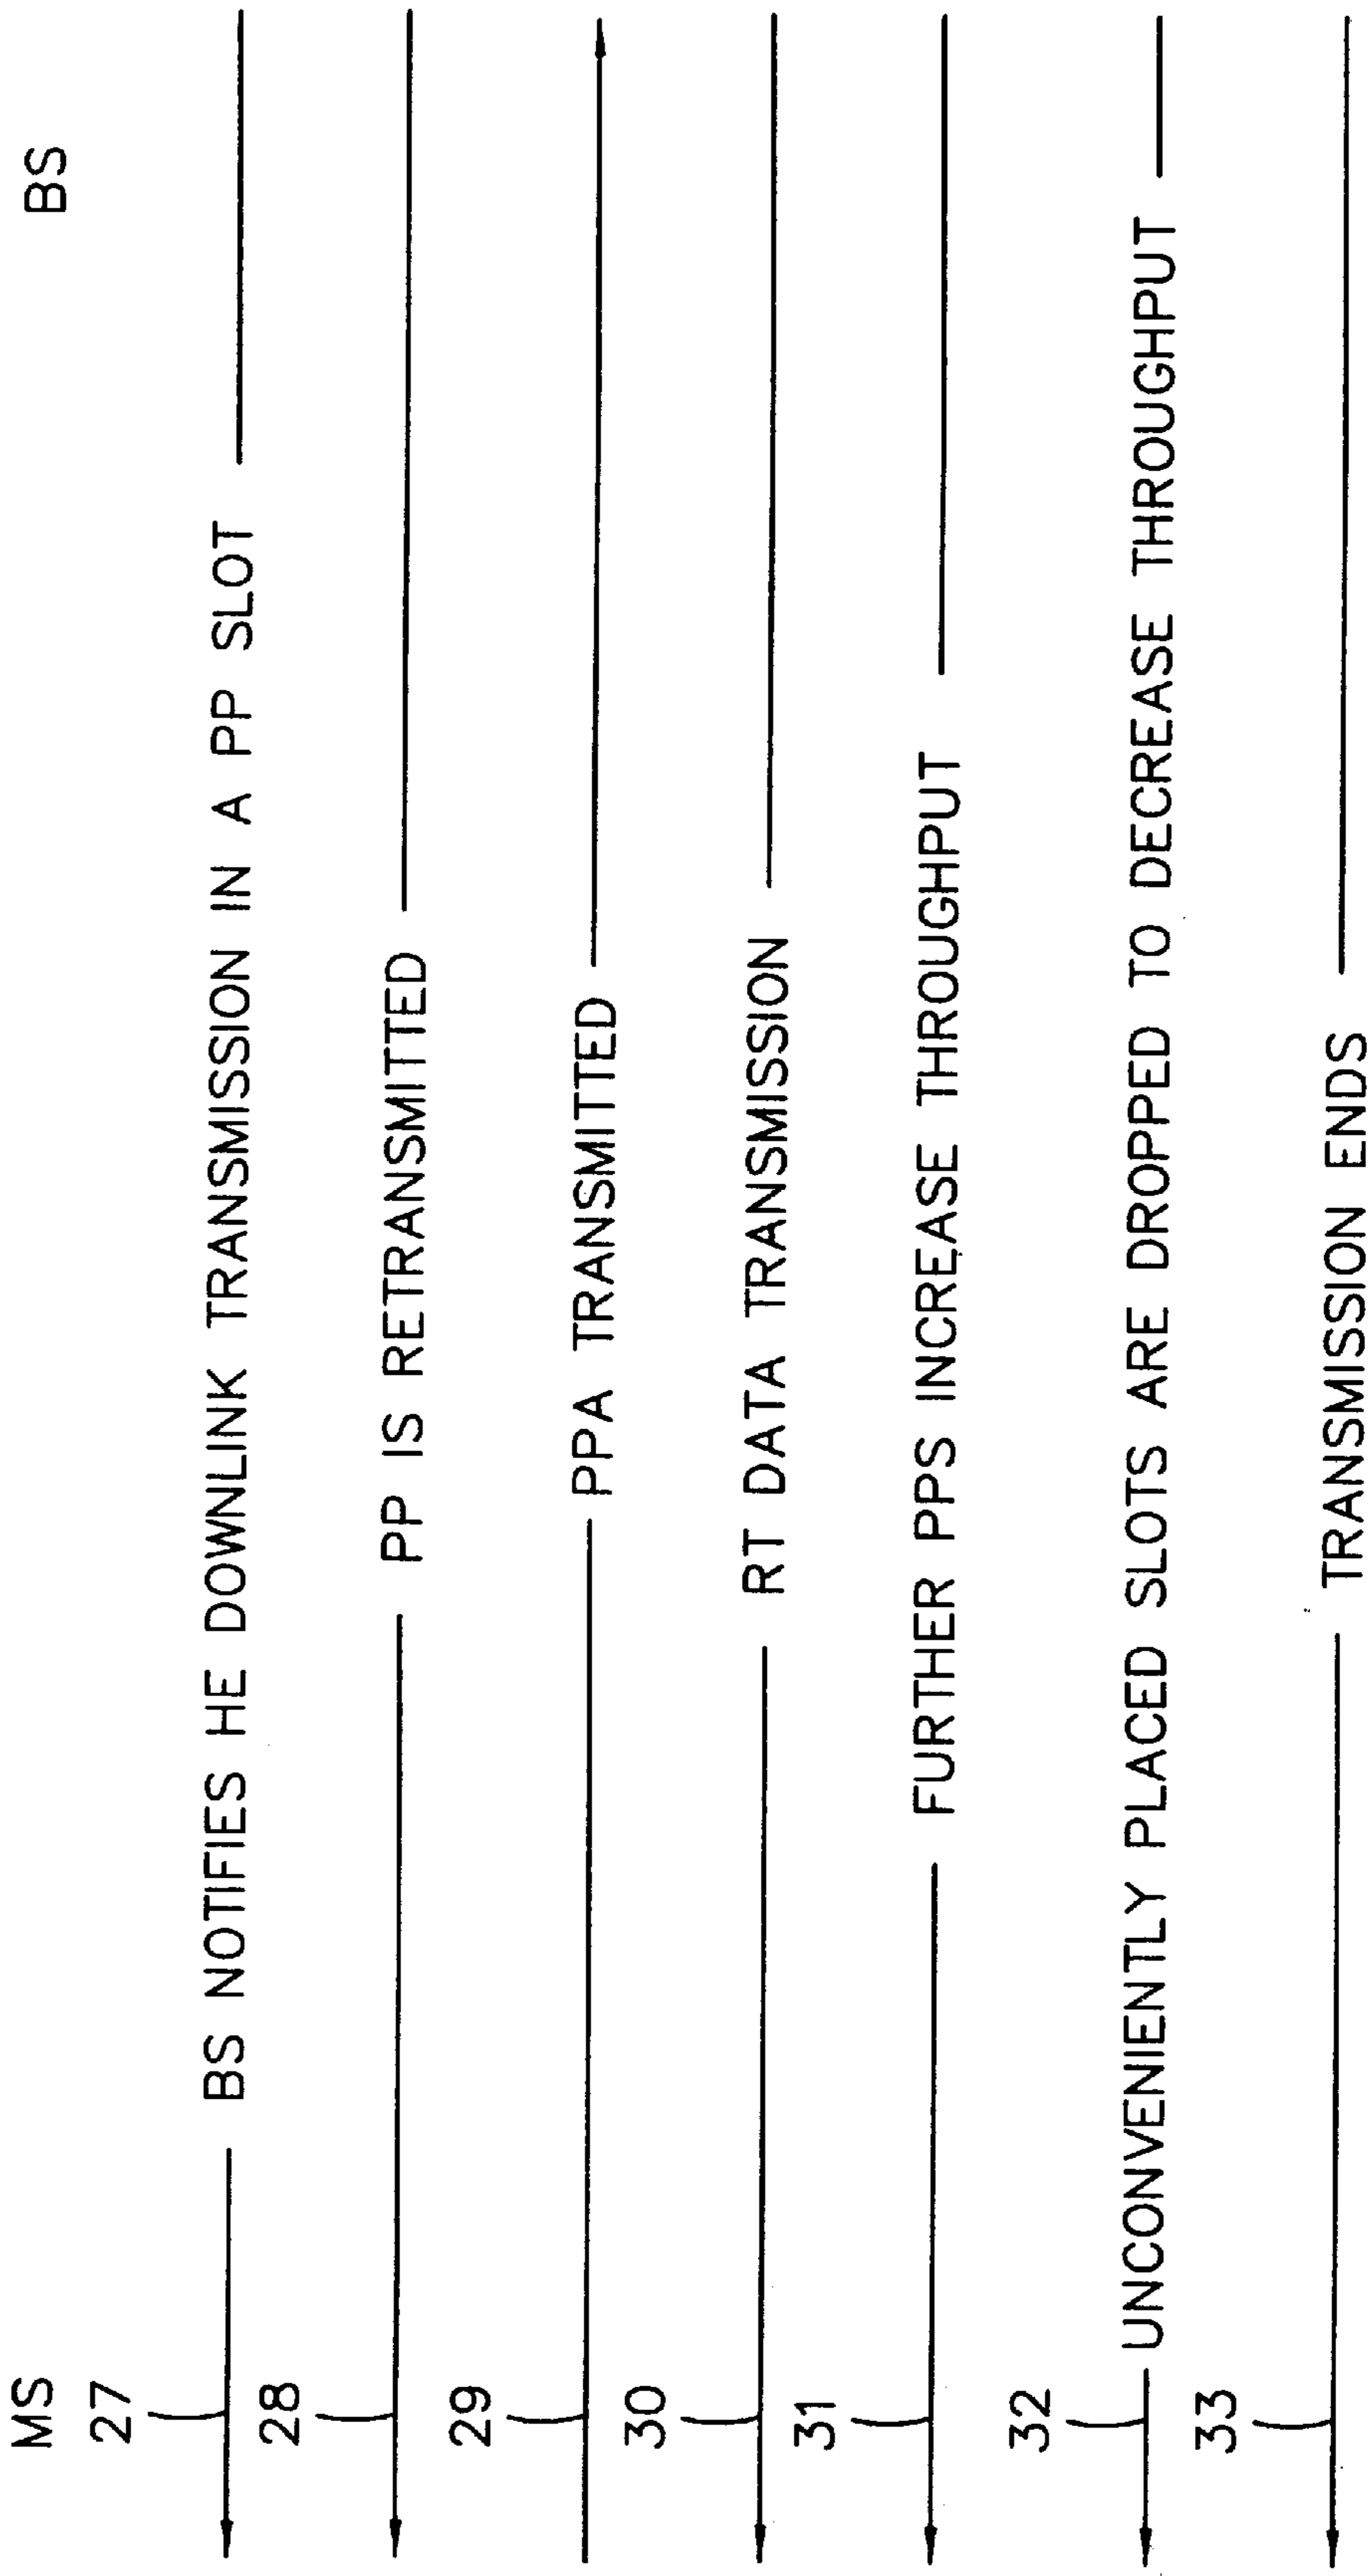 MS BS
27 BS NOTIFIES HE DOWNLINK TRANSMISSION IN A PP SLOT
28 PP IS RETRANSMITTED
29 PPA TRANSMITTED
30 RT DATA TRANSMISSION
31 FURTHER PPS INCREASE THROUGHPUT
32 UNCONVENIENTLY PLACED SLOTS ARE DROPPED TO DECREASE THROUGHPUT
33 TRANSMISSION ENDS